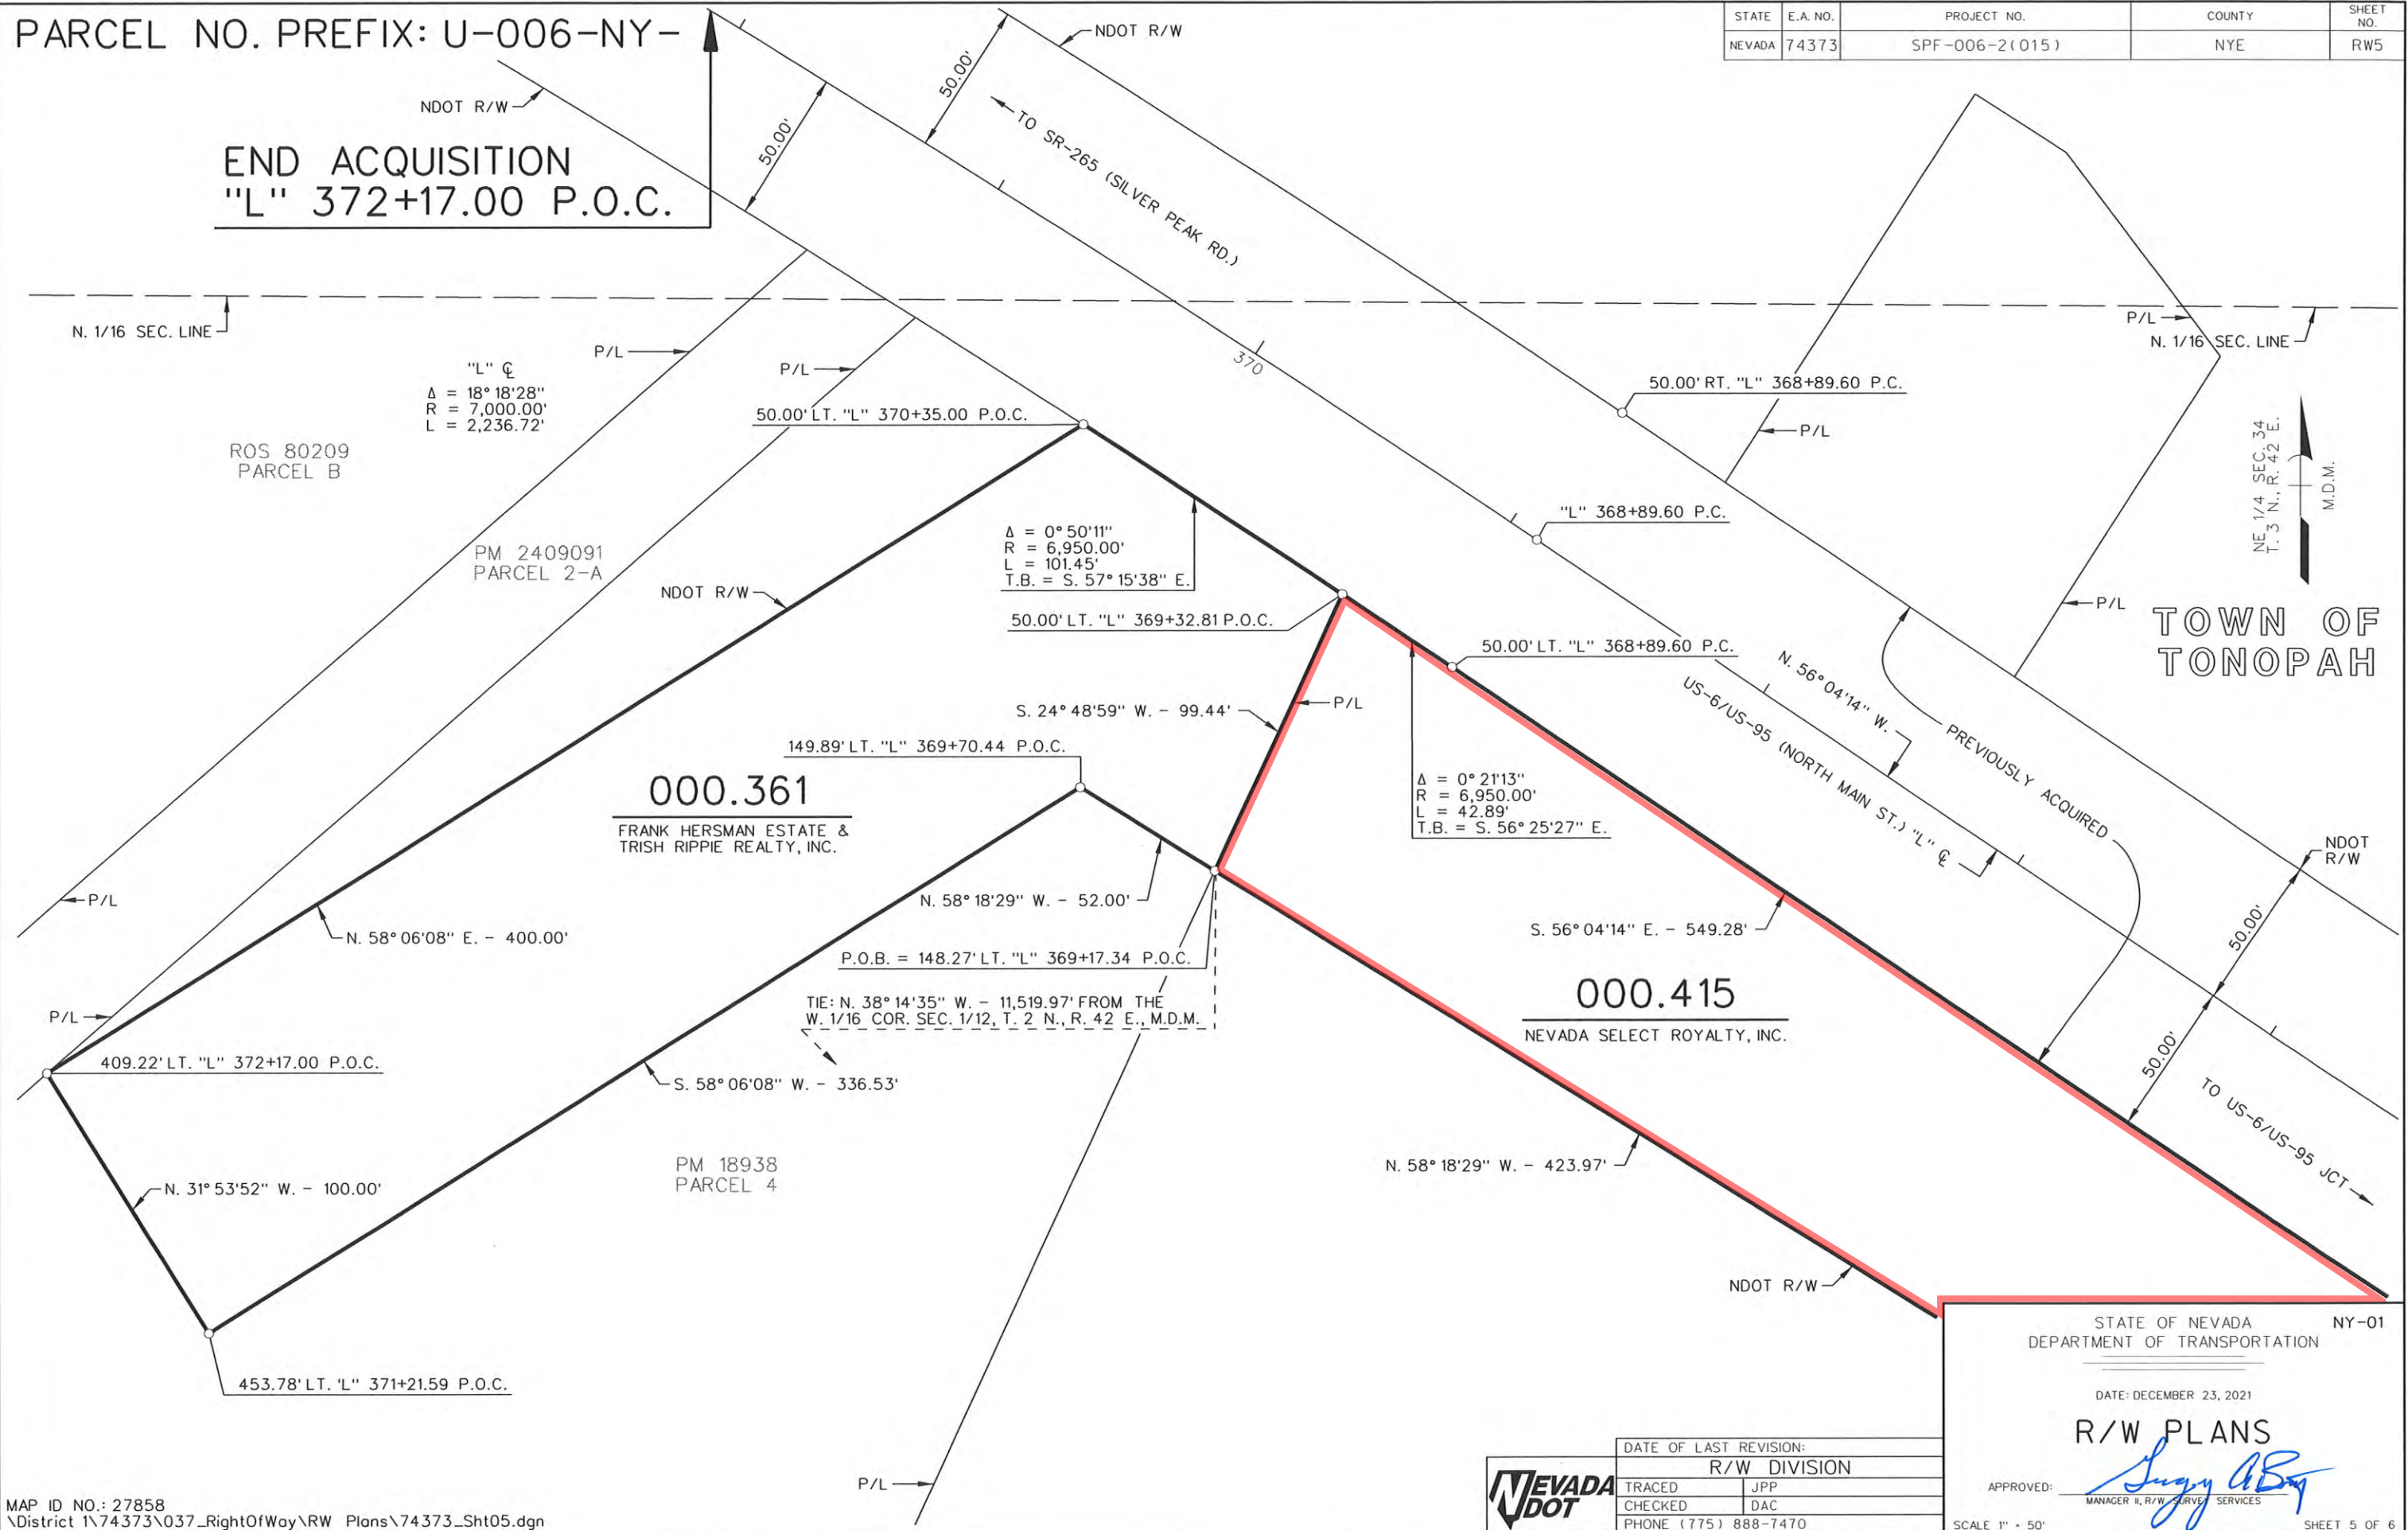 PARCEL NO. PREFIX: U-006-NY-
STATE E.A. NO. PROJECT NO. COUNTY SHEET NO.
NEVADA 74373 SPF-006-2(015) NYE RW5
NDOT R/W
NDOT R/W
50.00'
50.00'
TO SR-265 (SILVER PEAK RD.)
END ACQUISITION
"L" 372+17.00 P.O.C.
N. 1/16 SEC. LINE
P/L
P/L
P/L
N. 1/16 SEC. LINE
"L" ℄
Δ = 18° 18'28"
R = 7,000.00'
L = 2,236.72'
370
50.00' LT. "L" 370+35.00 P.O.C.
50.00' RT. "L" 368+89.60 P.C.
P/L
ROS 80209
PARCEL B
NE 1/4 SEC. 34
T. 3 N., R. 42 E.
M.D.M.
"L" 368+89.60 P.C.
Δ = 0° 50'11"
R = 6,950.00'
L = 101.45'
T.B. = S. 57° 15'38" E.
PM 2409091
PARCEL 2-A
NDOT R/W
50.00' LT. "L" 369+32.81 P.O.C.
P/L
TOWN OF
TONOPAH
50.00' LT. "L" 368+89.60 P.C.
N. 56° 04'14" W.
US-6/US-95 (NORTH MAIN ST.) "L" ℄
PREVIOUSLY ACQUIRED
S. 24° 48'59" W. - 99.44'
P/L
149.89' LT. "L" 369+70.44 P.O.C.
000.361
FRANK HERSMAN ESTATE &
TRISH RIPPIE REALTY, INC.
Δ = 0° 21'13"
R = 6,950.00'
L = 42.89'
T.B. = S. 56° 25'27" E.
NDOT
R/W
P/L
N. 58° 18'29" W. - 52.00'
N. 58° 06'08" E. - 400.00'
S. 56° 04'14" E. - 549.28'
50.00'
P.O.B. = 148.27' LT. "L" 369+17.34 P.O.C.
000.415
NEVADA SELECT ROYALTY, INC.
TIE: N. 38° 14'35" W. - 11,519.97' FROM THE
W. 1/16 COR. SEC. 1/12, T. 2 N., R. 42 E., M.D.M.
P/L
50.00'
409.22' LT. "L" 372+17.00 P.O.C.
S. 58° 06'08" W. - 336.53'
TO US-6/US-95 JCT
PM 18938
PARCEL 4
N. 58° 18'29" W. - 423.97'
N. 31° 53'52" W. - 100.00'
NDOT R/W
453.78' LT. 'L" 371+21.59 P.O.C.
P/L
STATE OF NEVADA NY-01
DEPARTMENT OF TRANSPORTATION
DATE: DECEMBER 23, 2021
R/W PLANS
APPROVED:
MANAGER II, R/W SURVEY SERVICES
SCALE 1" = 50' SHEET 5 OF 6
NEVADA
DOT
DATE OF LAST REVISION:
R/W DIVISION
TRACED JPP
CHECKED DAC
PHONE (775) 888-7470
MAP ID NO.: 27858
\District 1\74373\037_RightOfWay\RW Plans\74373_Sht05.dgn